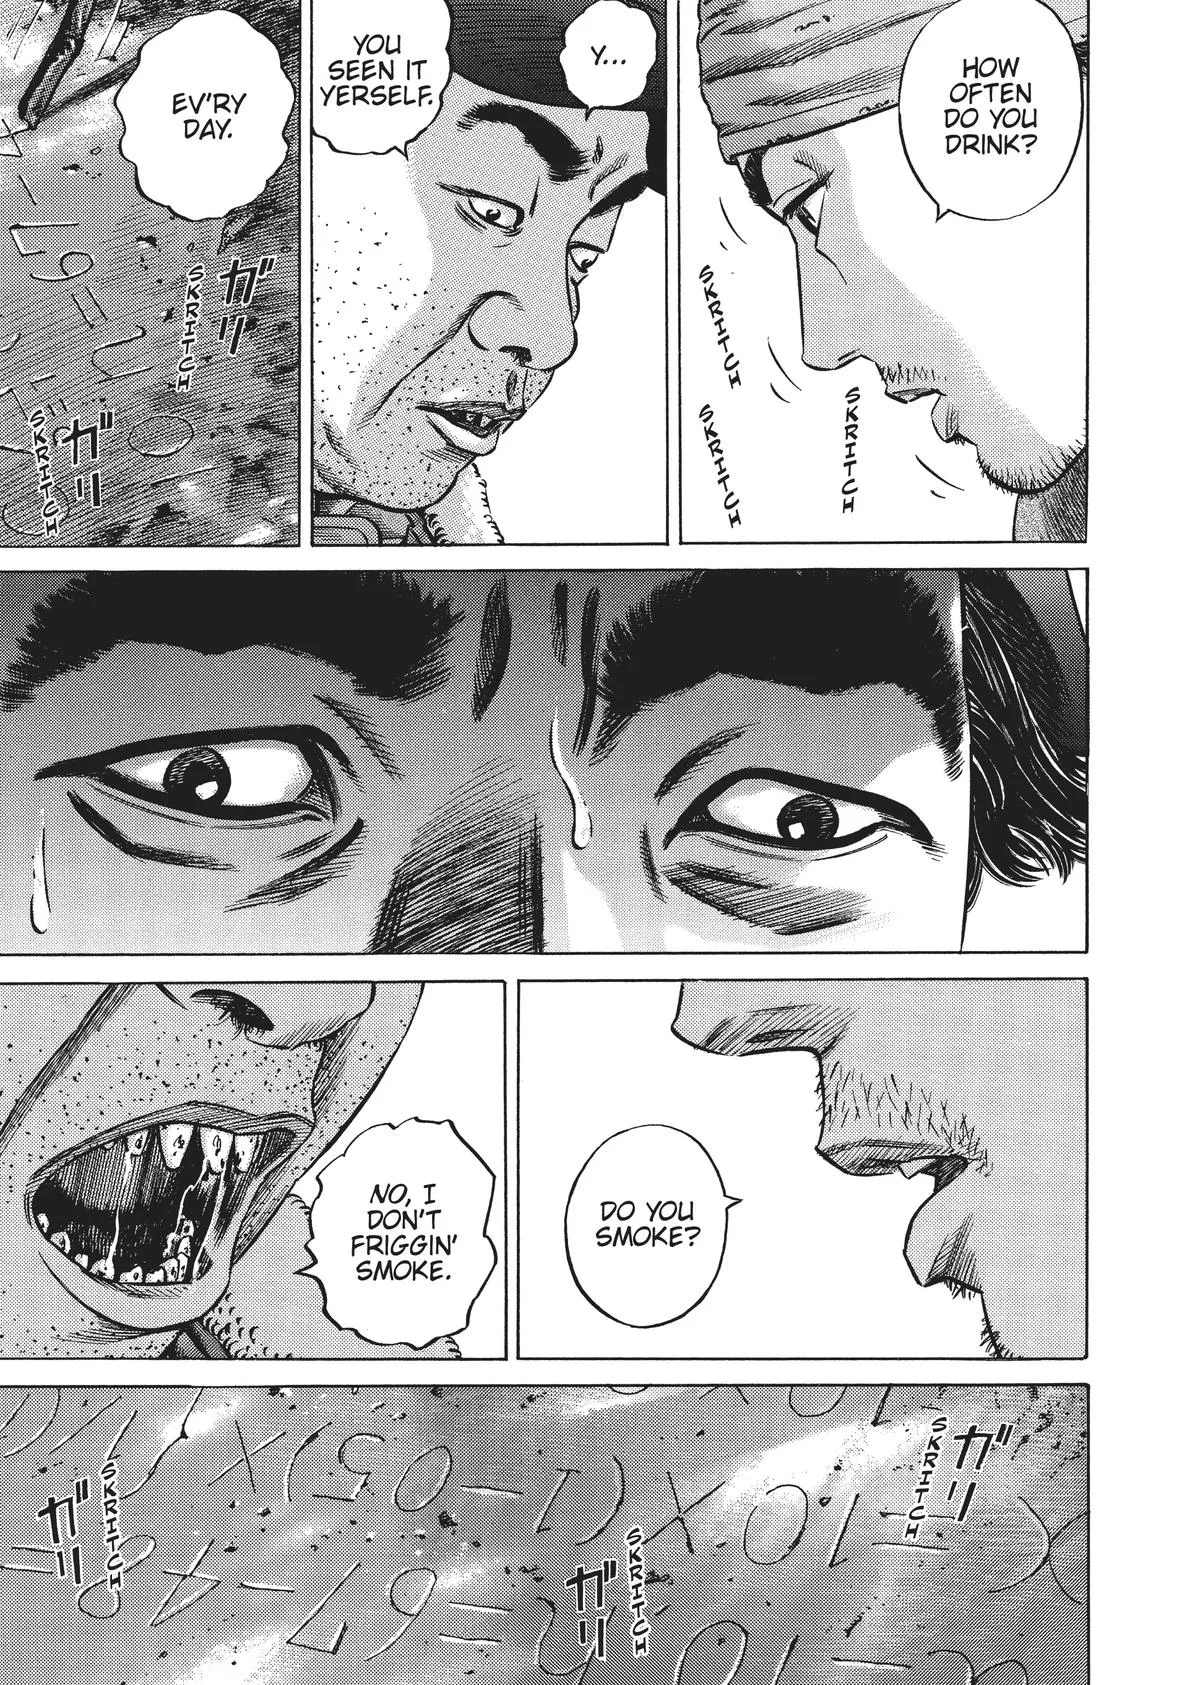 HOW
OFTEN
DO YOU
DRINK?
SKRITCH
SKRITCH
SKRITCH
Y...
YOU
SEEN IT
YERSELF.
EV'RY
DAY.
ガリ
SKRITCH
ガリ
SKRITCH
DO YOU
SMOKE?
NO, I
DON'T
FRIGGIN'
SMOKE.
ガリ
SKRITCH
ガリ
SKRITCH
ガリ
SKRITCH